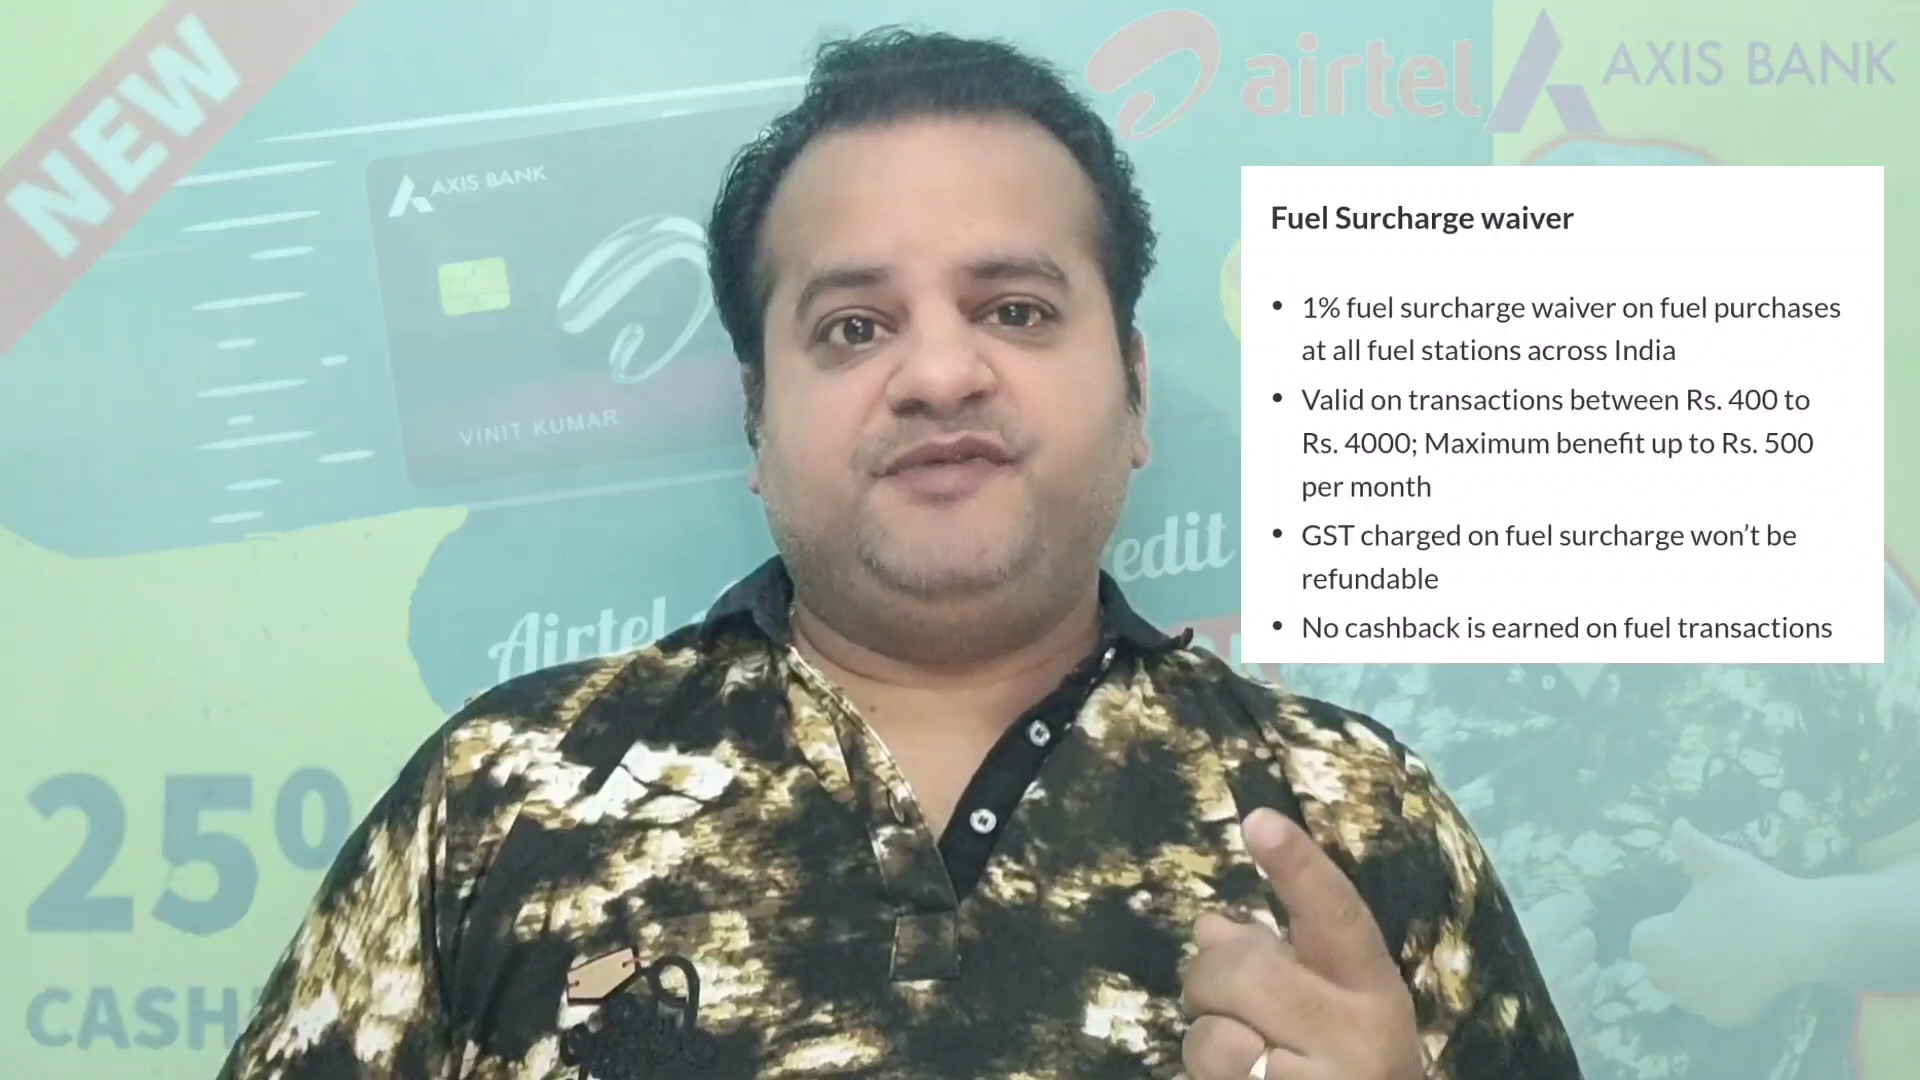 NEW
airtel
AXIS BANK
AXIS BANK
VINIT KUMAR
Airtel
edit
25%
CASH
Fuel Surcharge waiver
• 1% fuel surcharge waiver on fuel purchases
at all fuel stations across India
• Valid on transactions between Rs. 400 to
Rs. 4000; Maximum benefit up to Rs. 500
per month
• GST charged on fuel surcharge won’t be
refundable
• No cashback is earned on fuel transactions